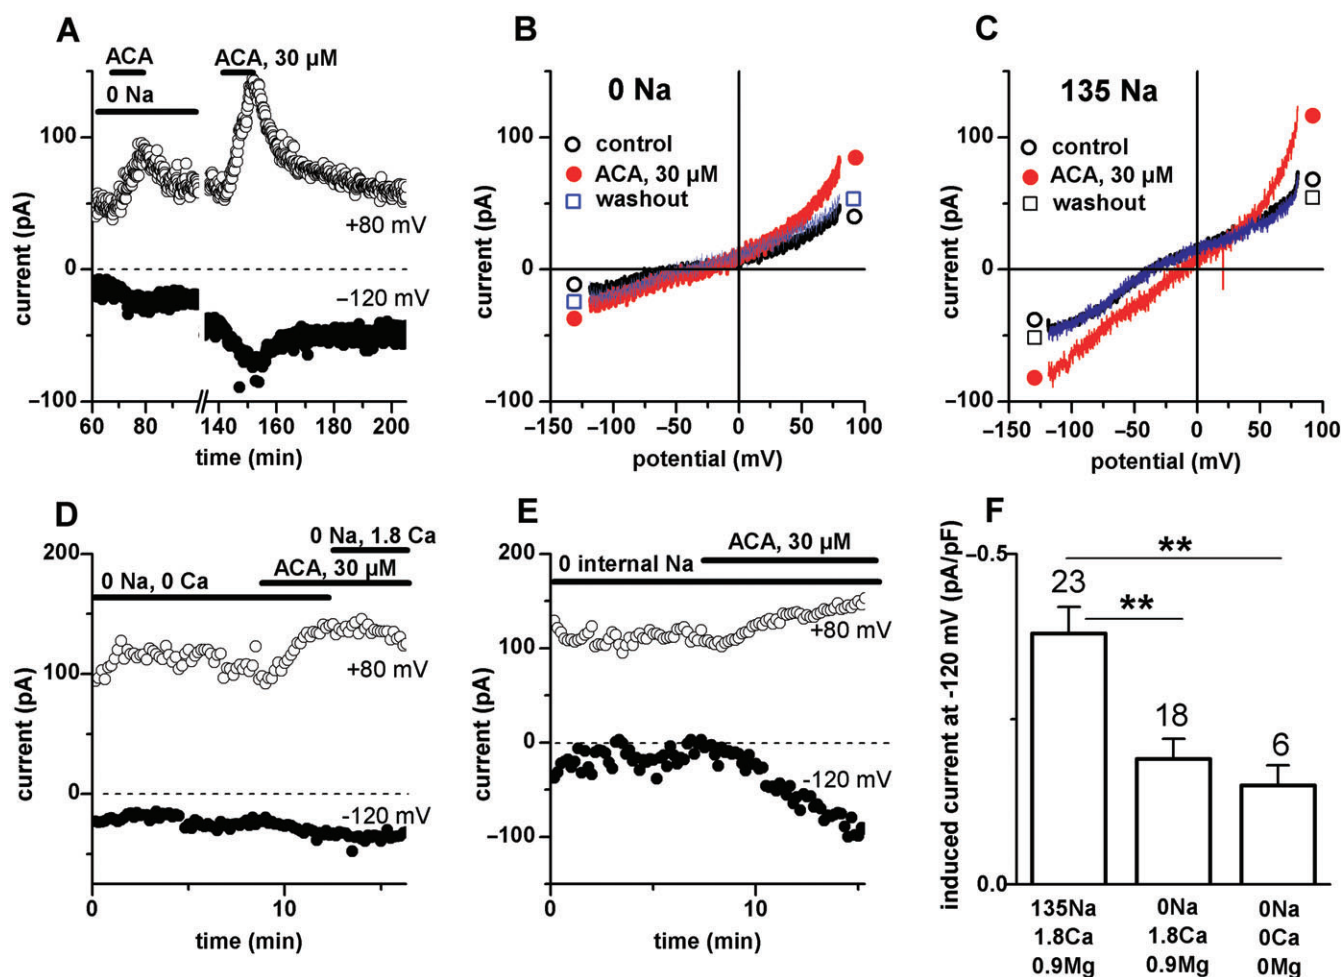 A
ACA
ACA, 30 µM
0 Na
100
0
−100
+80 mV
−120 mV
current (pA)
60 80 140 160 180 200
time (min)
B
0 Na
control
ACA, 30 µM
washout
100
0
−100
current (pA)
−150 −100 −50 0 50 100
potential (mV)
C
135 Na
control
ACA, 30 µM
washout
100
0
−100
current (pA)
−150 −100 −50 0 50 100
potential (mV)
D
0 Na, 1.8 Ca
ACA, 30 µM
0 Na, 0 Ca
200
100
0
+80 mV
-120 mV
current (pA)
0 10
time (min)
E
ACA, 30 µM
0 internal Na
200
100
0
−100
+80 mV
-120 mV
current (pA)
0 10
time (min)
F
**
**
23
18
6
−0.5
0.0
induced current at -120 mV (pA/pF)
135Na 0Na 0Na
1.8Ca 1.8Ca 0Ca
0.9Mg 0.9Mg 0Mg